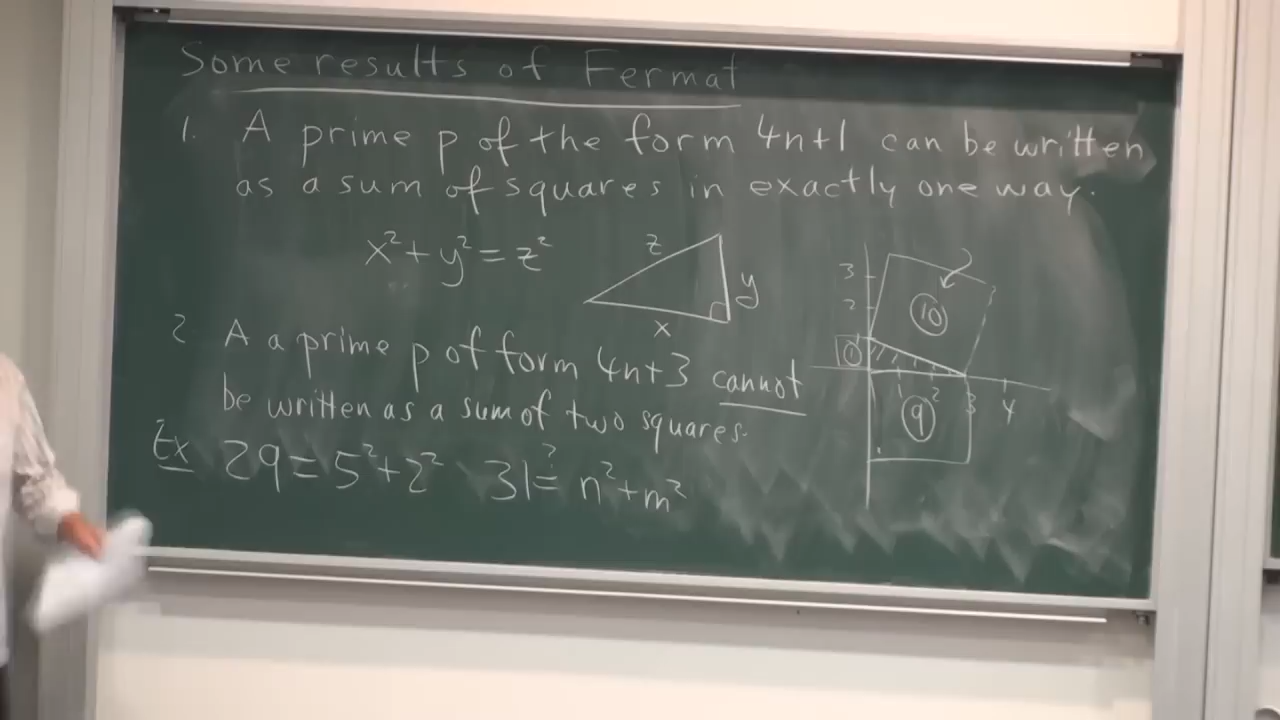 Some results of Fermat
1. A prime p of the form 4n+1 can be written
as a sum of squares in exactly one way.
x² + y² = z²
z
y
x
3
2
1
10
1
1
2
3
4
9
2 A a prime p of form 4n+3 cannot
be written as a sum of two squares.
Ex 29=5²+2² 31≟n²+m²